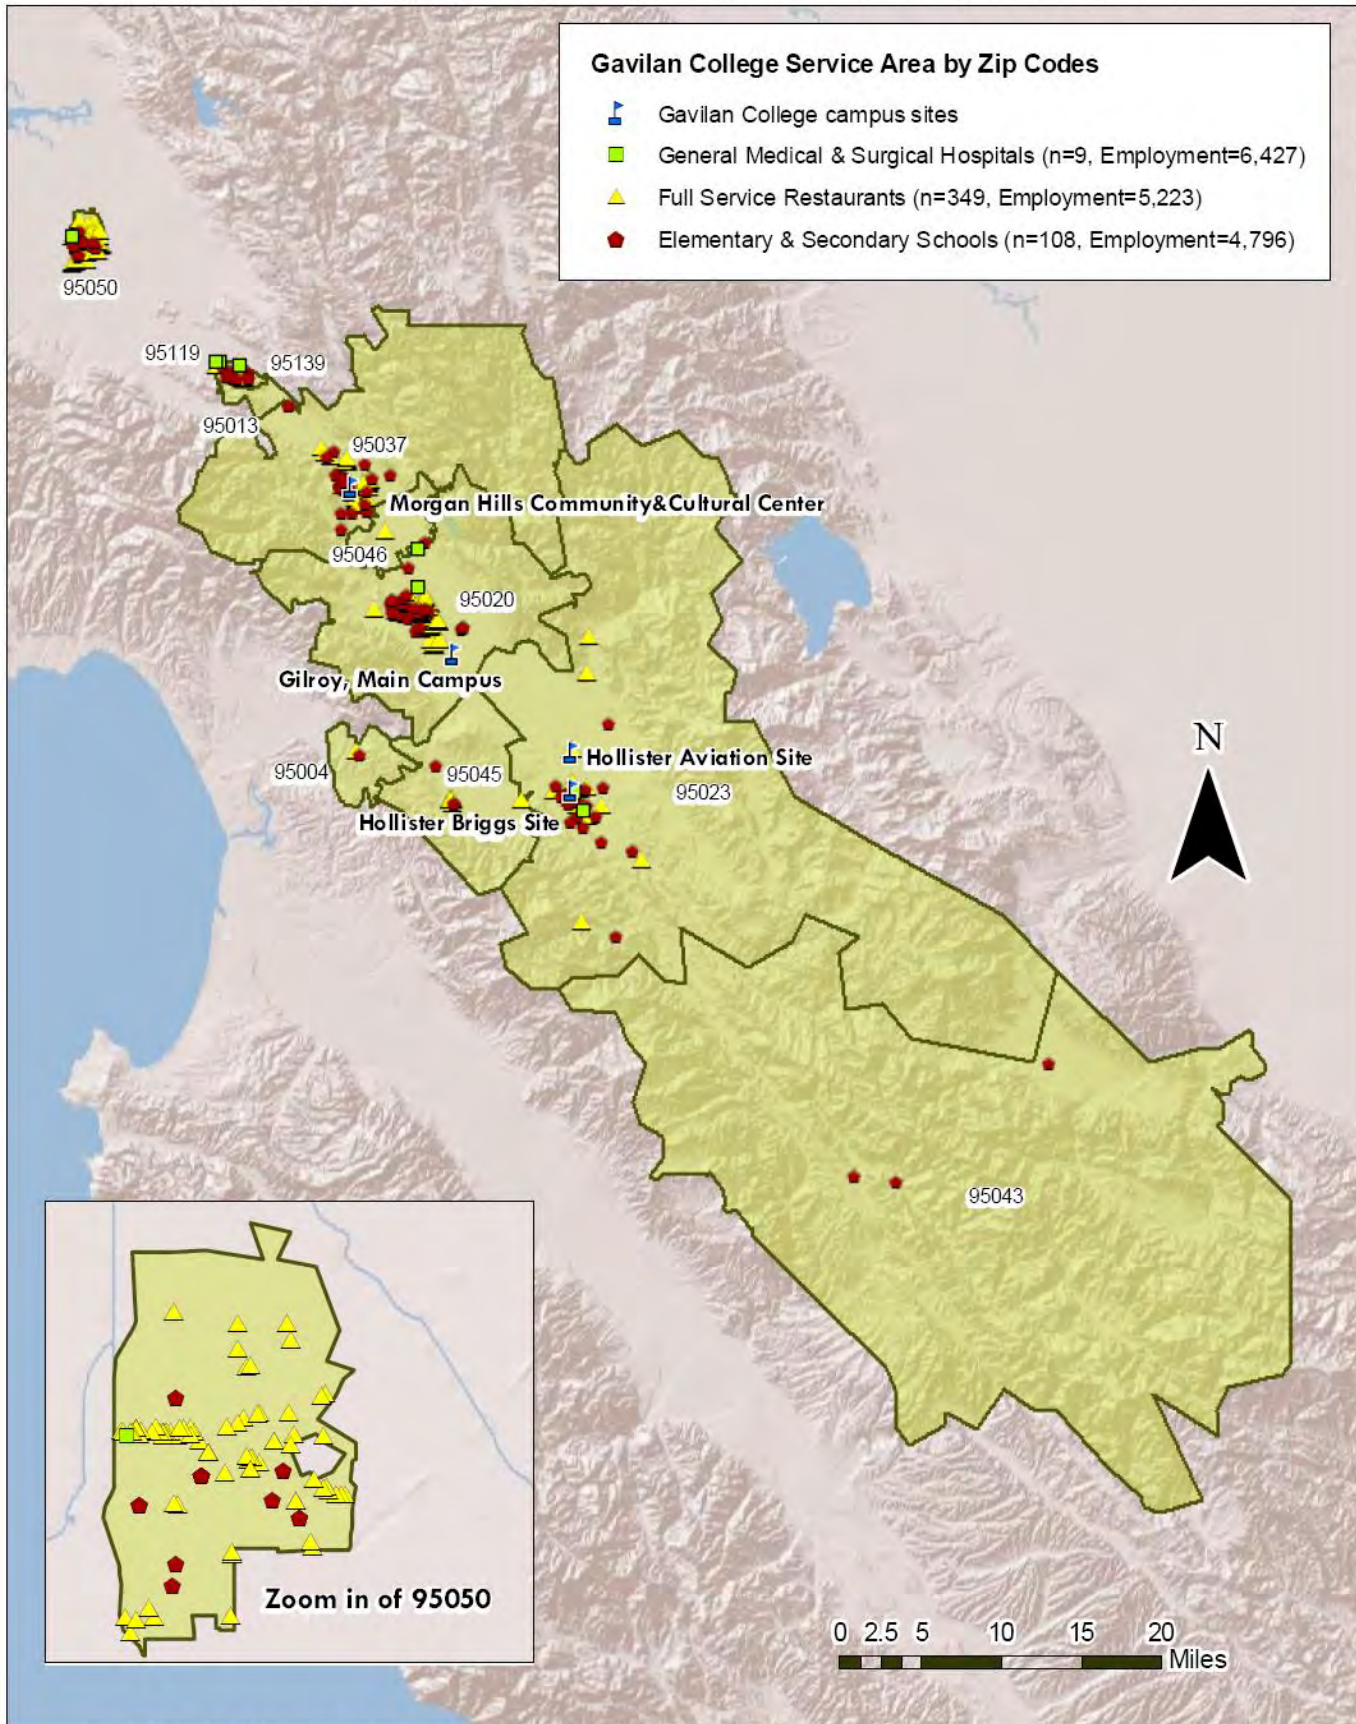 Gavilan College Service Area by Zip Codes
Gavilan College campus sites
General Medical & Surgical Hospitals (n=9, Employment=6,427)
Full Service Restaurants (n=349, Employment=5,223)
Elementary & Secondary Schools (n=108, Employment=4,796)
95050
95119
95139
95013
95037
Morgan Hills Community&Cultural Center
95046
95020
Gilroy, Main Campus
N
Hollister Aviation Site
95004
95045
95023
Hollister Briggs Site
95043
Zoom in of 95050
0 2.5 5 10 15 20
Miles